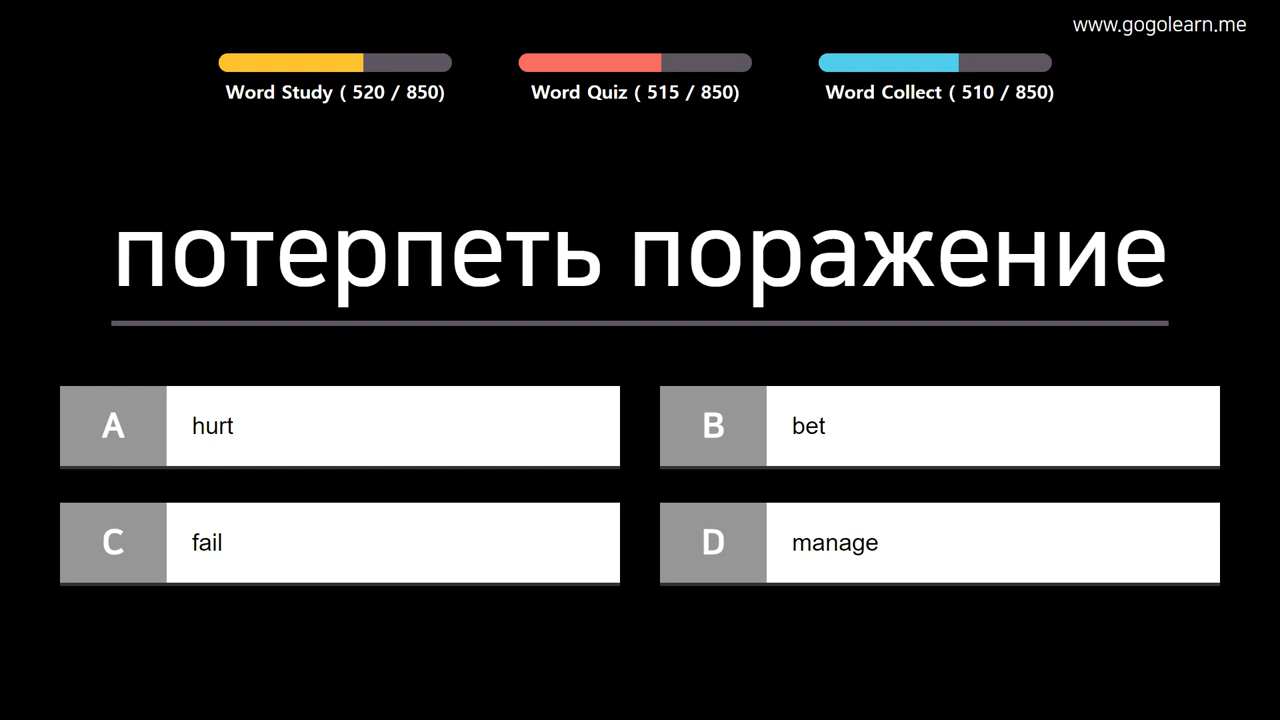 www.gogolearn.me
Word Study ( 520 / 850)
Word Quiz ( 515 / 850)
Word Collect ( 510 / 850)
потерпеть поражение
A hurt
B bet
C fail
D manage